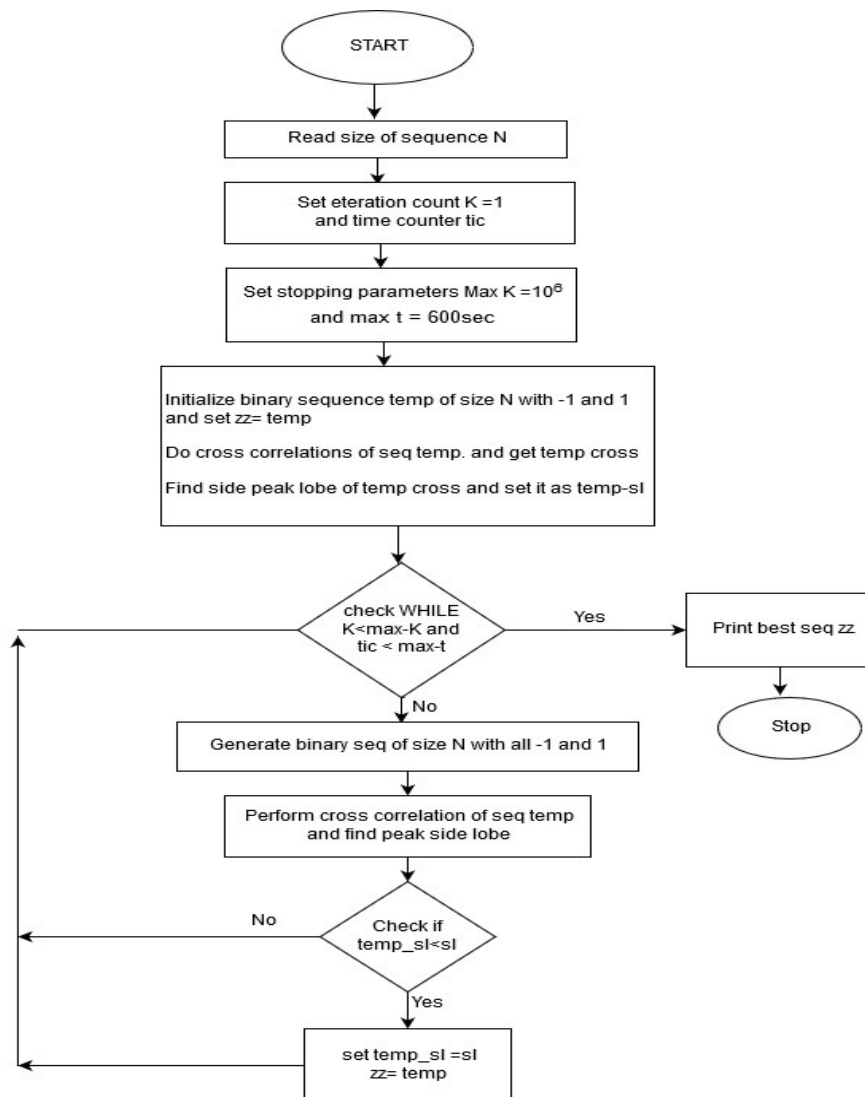 START
Read size of sequence N
Set eteration count K =1
and time counter tic
Set stopping parameters Max K =10⁶
and max t = 600sec
Initialize binary sequence temp of size N with -1 and 1
and set zz= temp
Do cross correlations of seq temp. and get temp cross
Find side peak lobe of temp cross and set it as temp-sl
check WHILE
K<max-K and
tic < max-t
Yes
Print best seq zz
Stop
No
Generate binary seq of size N with all -1 and 1
Perform cross correlation of seq temp
and find peak side lobe
No
Check if
temp_sl<sl
Yes
set temp_sl =sl
zz= temp